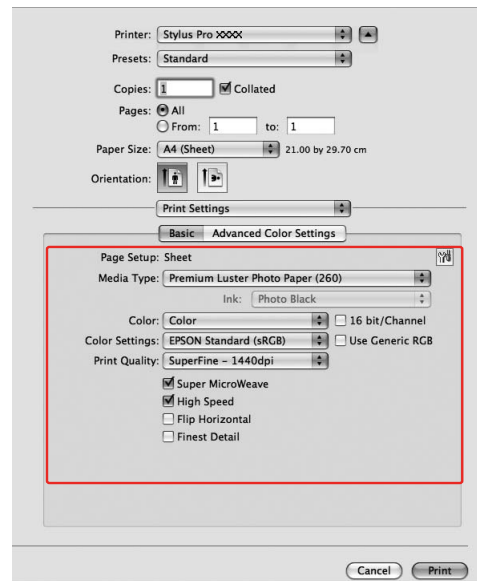 Printer: Stylus Pro XXXX
Presets: Standard
Copies: 1 Collated
Pages: All
From: 1 to: 1
Paper Size: A4 (Sheet) 21.00 by 29.70 cm
Orientation:
Print Settings
Basic Advanced Color Settings
Page Setup: Sheet
Media Type: Premium Luster Photo Paper (260)
Ink: Photo Black
Color: Color 16 bit/Channel
Color Settings: EPSON Standard (sRGB) Use Generic RGB
Print Quality: SuperFine – 1440dpi
Super MicroWeave
High Speed
Flip Horizontal
Finest Detail
Cancel Print